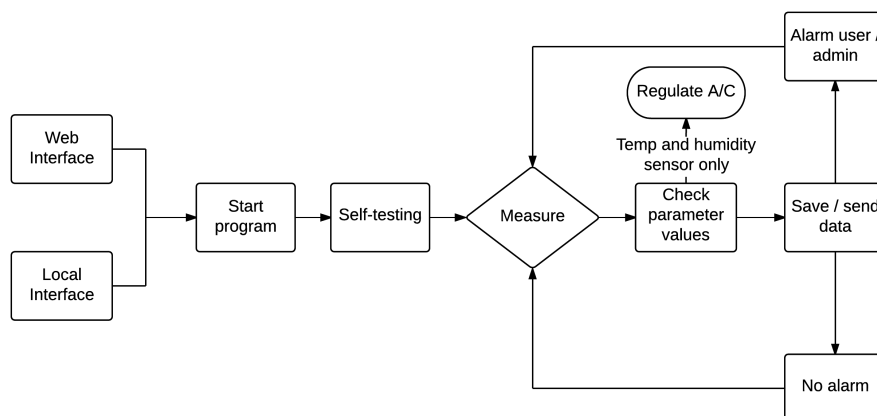 Alarm user /
admin
Regulate A/C
Web
Interface
Temp and humidity
sensor only
Start
program
Self-testing
Measure
Check
parameter
values
Save / send
data
Local
Interface
No alarm